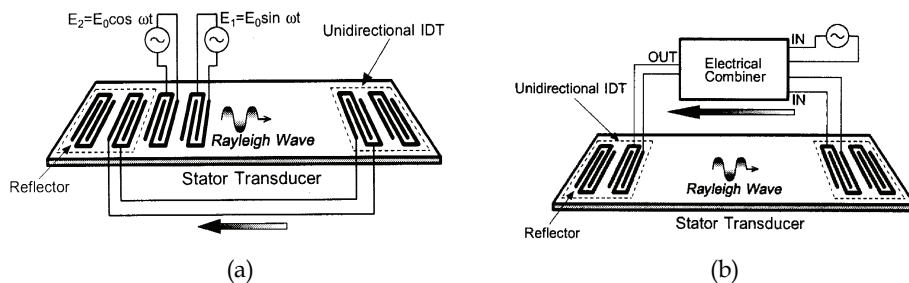 E2=E0cos ωt
E1=E0sin ωt
Unidirectional IDT
Rayleigh Wave
Reflector
Stator Transducer
(a)
IN
OUT
Electrical
Combiner
Unidirectional IDT
IN
Rayleigh Wave
Reflector
Stator Transducer
(b)